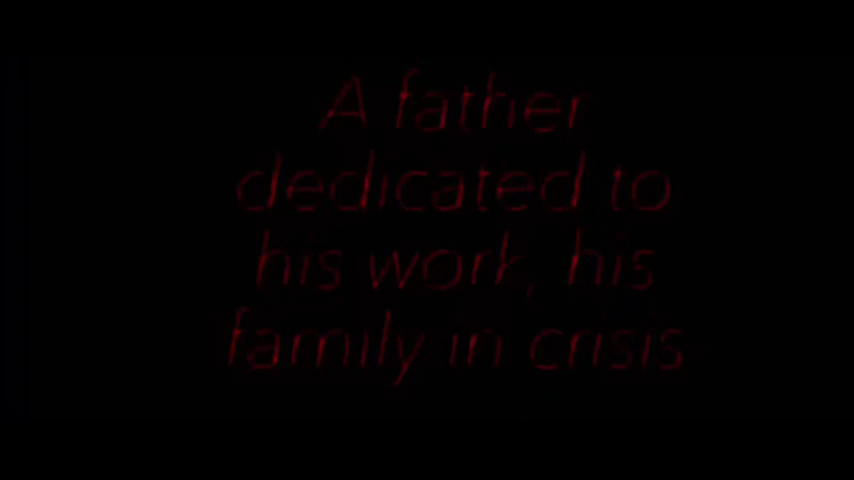 A father
dedicated to
his work, his
family in crisis